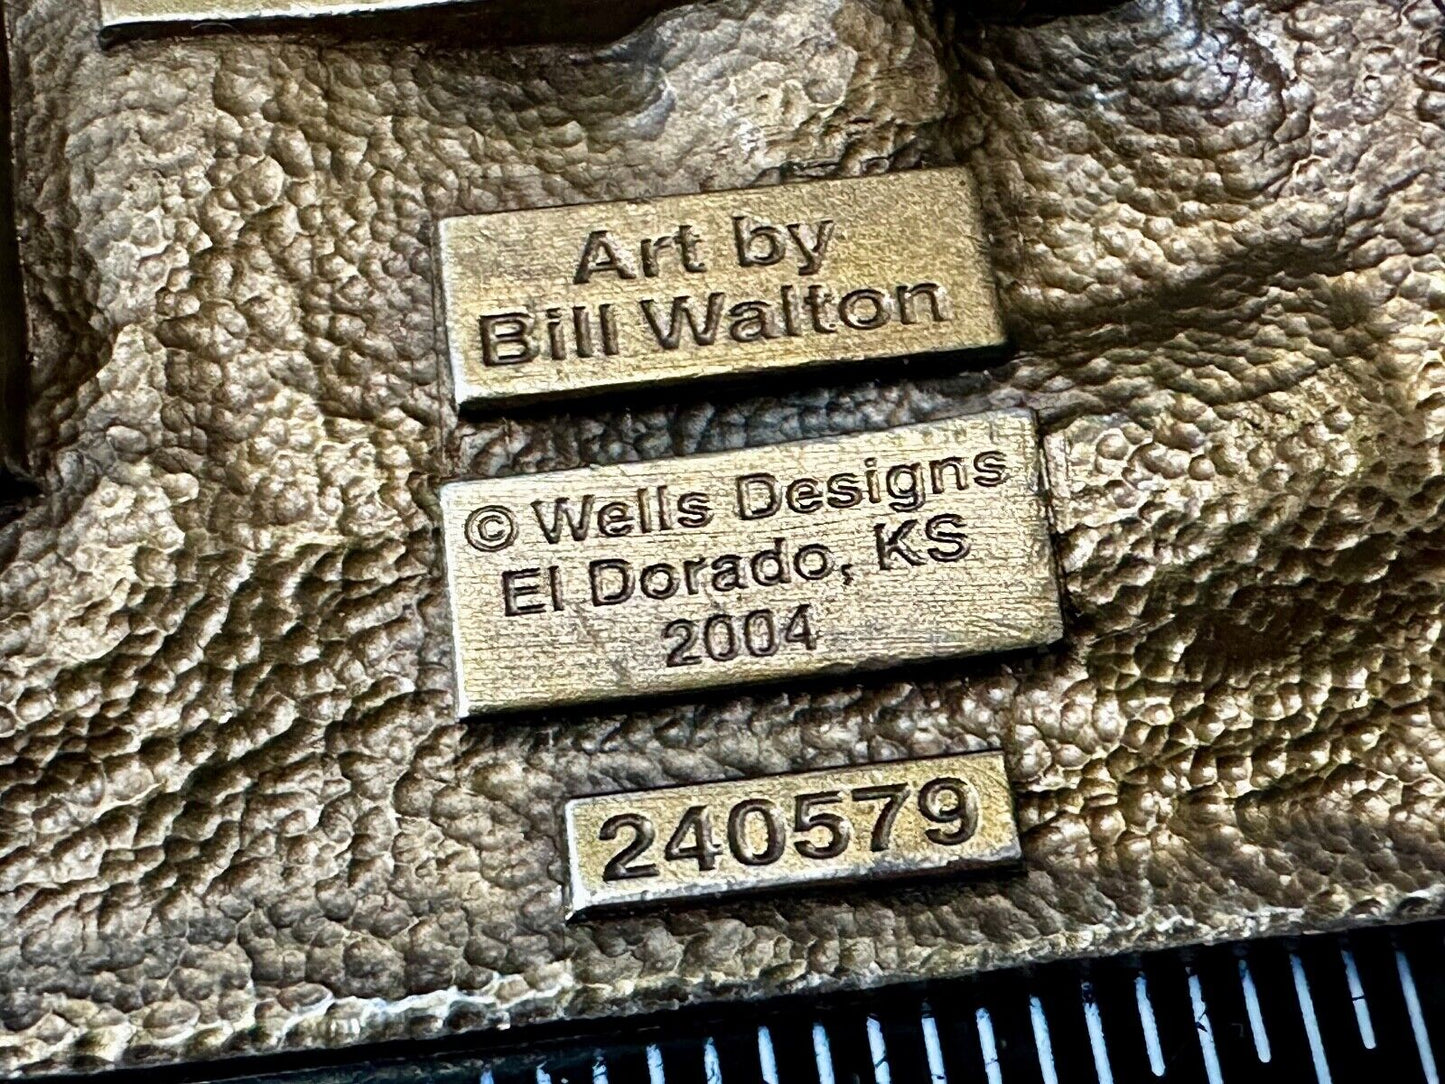 Art by
Bill Walton
© Wells Designs
El Dorado, KS
2004
240579